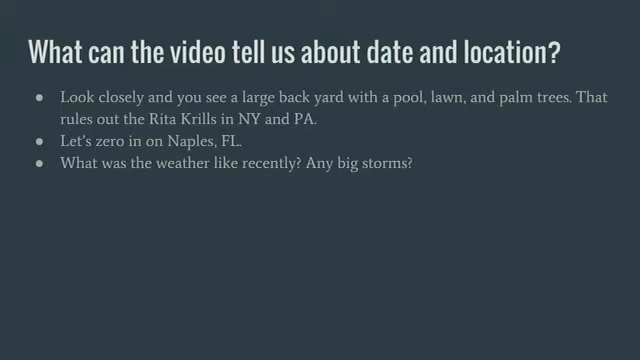 What can the video tell us about date and location?
● Look closely and you see a large back yard with a pool, lawn, and palm trees. That
rules out the Rita Krills in NY and PA.
● Let's zero in on Naples, FL.
● What was the weather like recently? Any big storms?